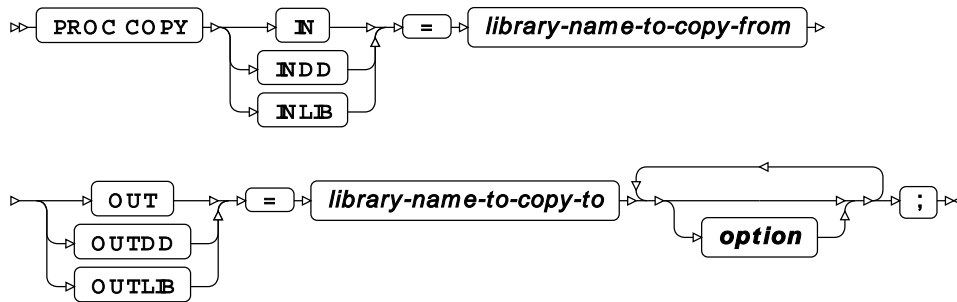 PROC COPY IN = library-name-to-copy-from
INDD
INLIB
OUT = library-name-to-copy-to ;
OUTDD option
OUTLIB